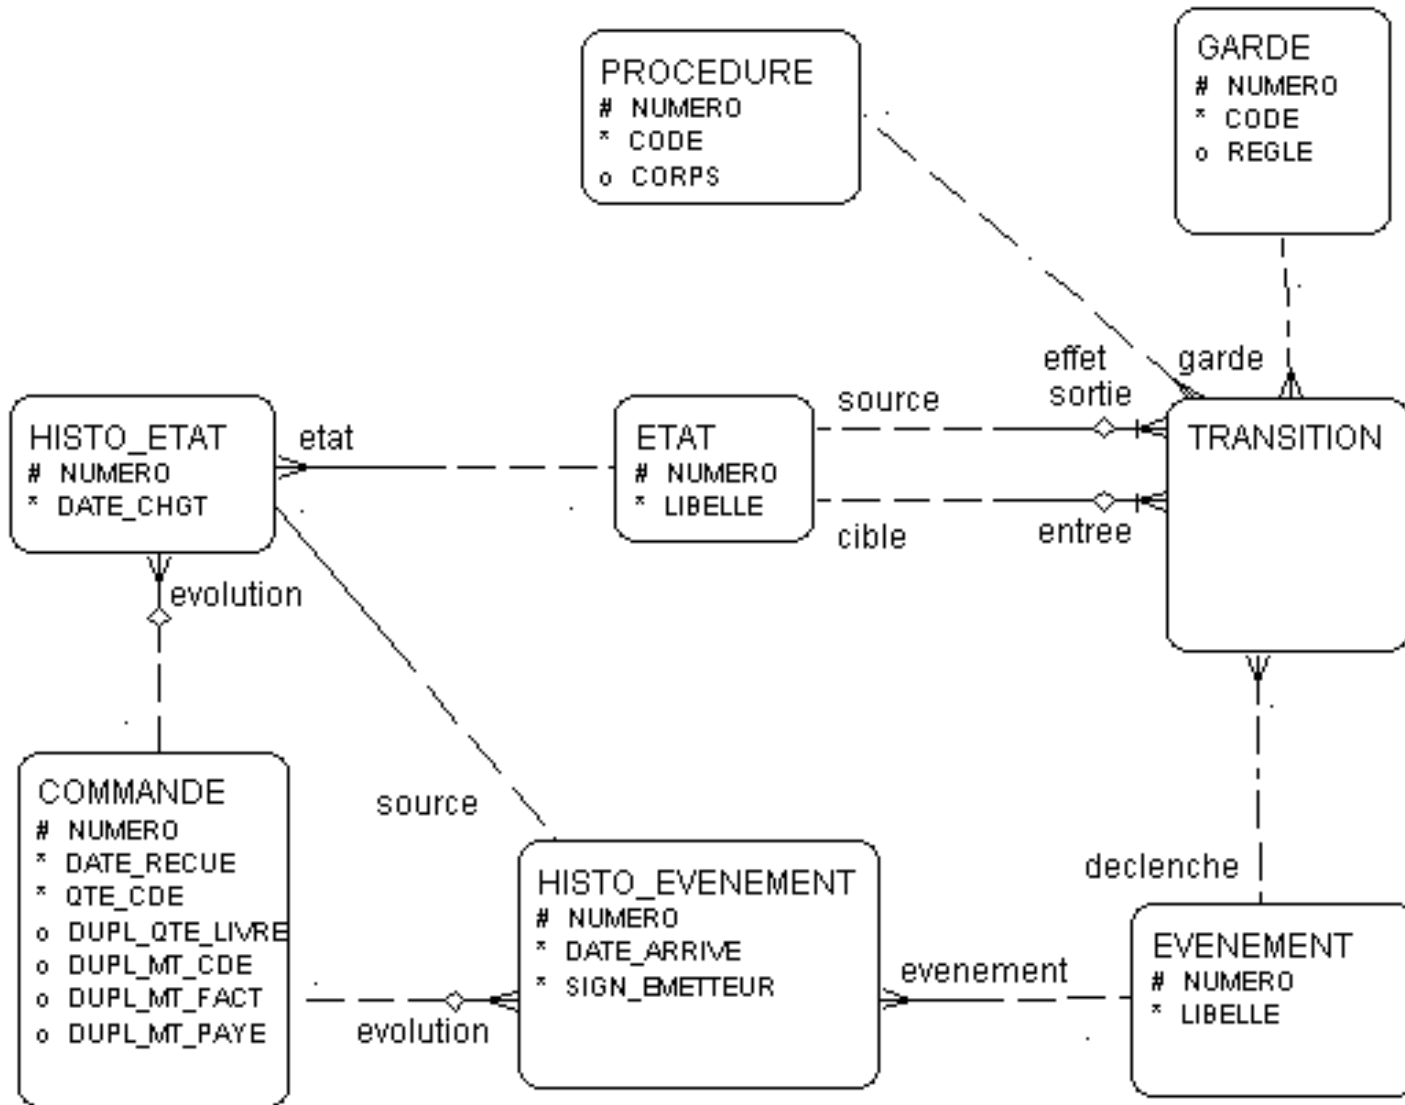 PROCEDURE
# NUMERO
* CODE
o CORPS
GARDE
# NUMERO
* CODE
o REGLE
effet
garde
source
sortie
HISTO_ETAT
# NUMERO
* DATE_CHGT
etat
ETAT
# NUMERO
* LIBELLE
TRANSITION
cible
entree
evolution
COMMANDE
# NUMERO
* DATE_RECUE
* QTE_CDE
o DUPL_QTE_LIVRE
o DUPL_MT_CDE
o DUPL_MT_FACT
o DUPL_MT_PAYE
source
HISTO_EVENEMENT
# NUMERO
* DATE_ARRIVE
* SIGN_EMETTEUR
evolution
evenement
declenche
EVENEMENT
# NUMERO
* LIBELLE